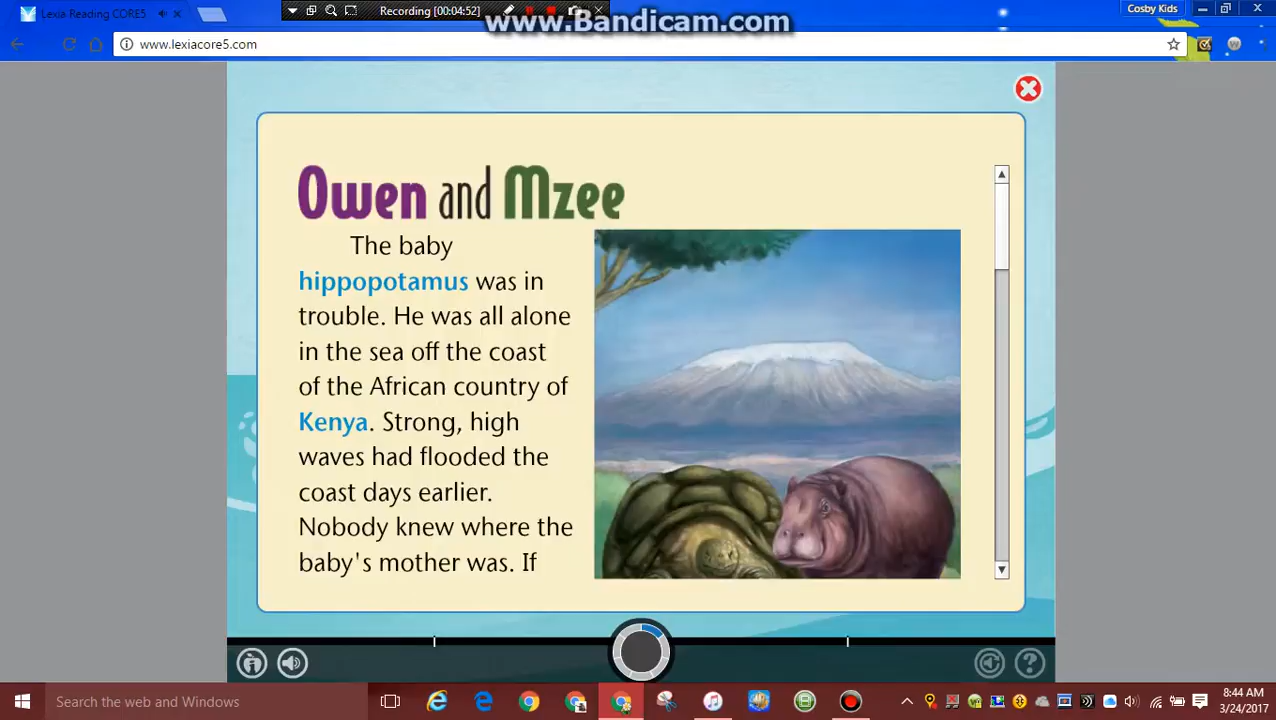 Lexia Reading CORE5
Recording [00:04:52]
www.Bandicam.com
Cosby Kids
www.lexiacore5.com
Owen and Mzee
The baby
hippopotamus was in
trouble. He was all alone
in the sea off the coast
of the African country of
Kenya. Strong, high
waves had flooded the
coast days earlier.
Nobody knew where the
baby's mother was. If
Search the web and Windows
8:44 AM
3/24/2017